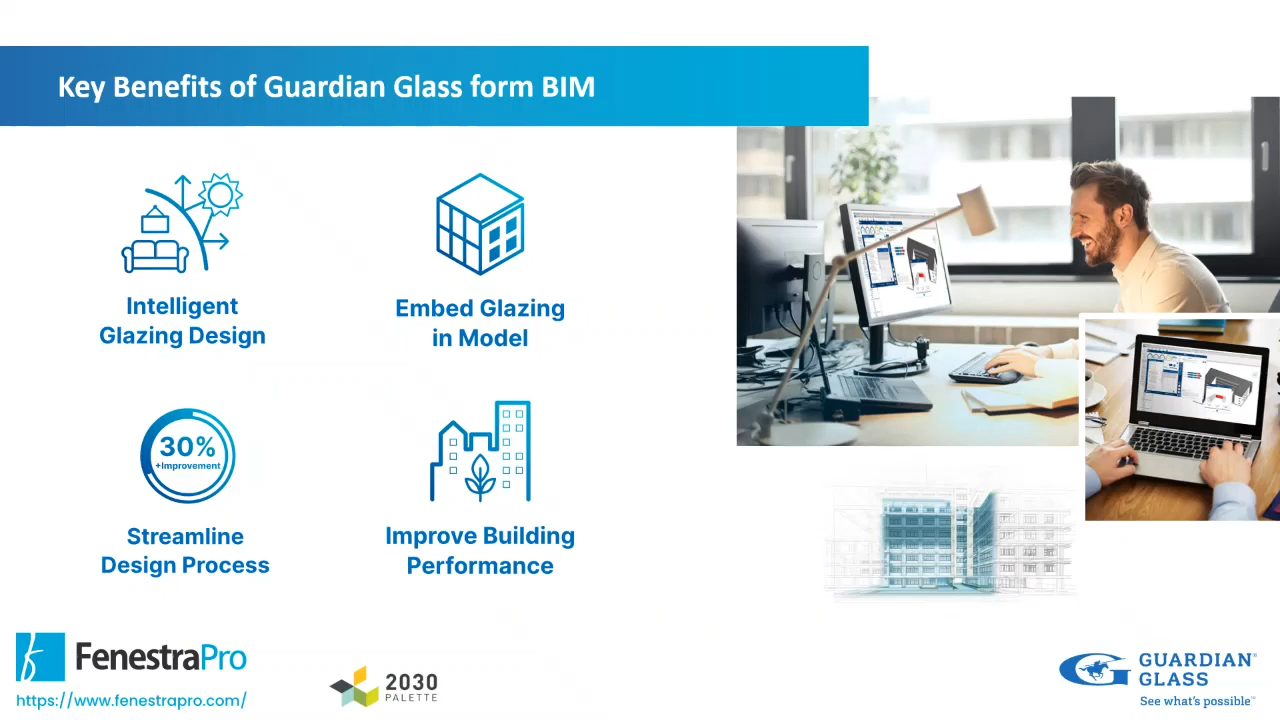 Key Benefits of Guardian Glass form BIM
Intelligent
Glazing Design
Embed Glazing
in Model
30%
+Improvement
Streamline
Design Process
Improve Building
Performance
FenestraPro
https://www.fenestrapro.com/
2030
PALETTE
GUARDIAN®
GLASS
See what's possible™